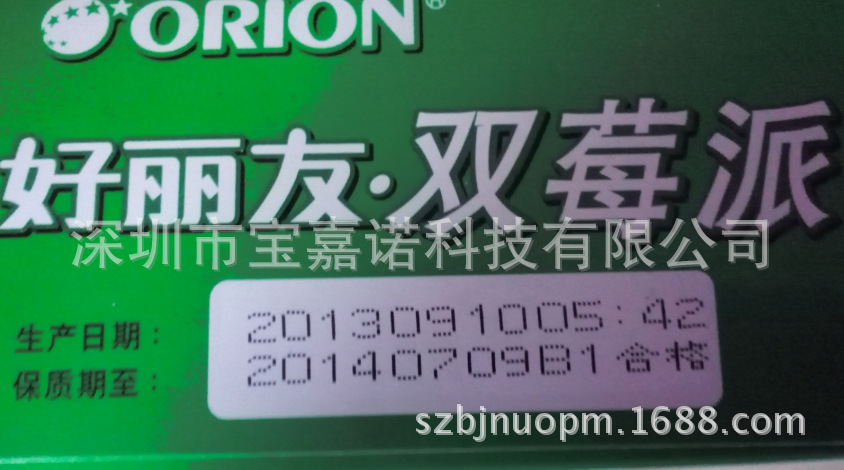 ORION®
好丽友·双莓派
深圳市宝嘉诺科技有限公司
生产日期： 2013091005:42
保质期至： 20140709B1合格
szbjnuopm.1688.com